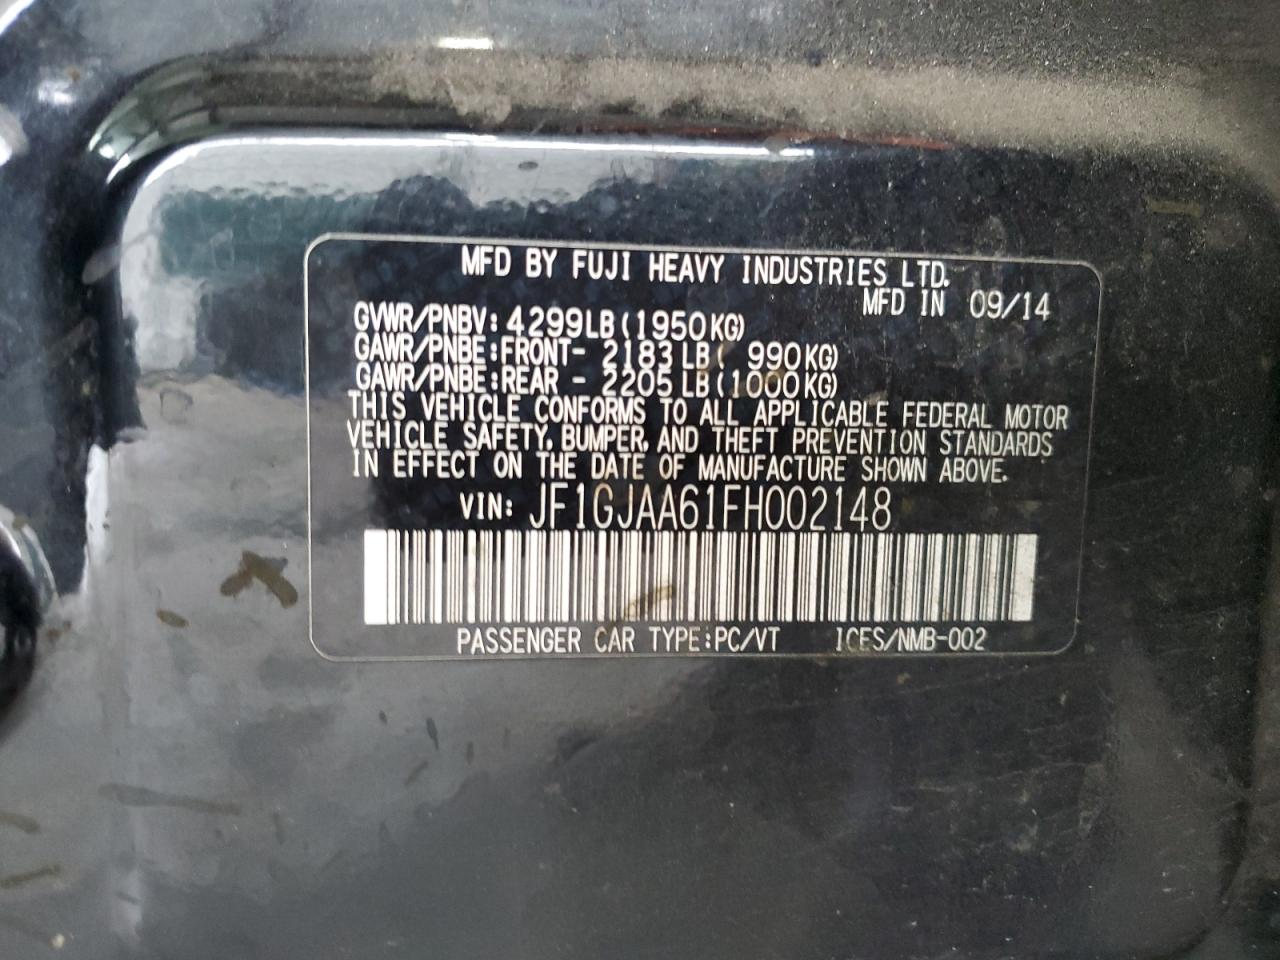 MFD BY FUJI HEAVY INDUSTRIES LTD.
MFD IN 09/14
GVWR/PNBV: 4299LB(1950KG)
GAWR/PNBE:FRONT- 2183LB( 990KG)
GAWR/PNBE:REAR - 2205LB(1000KG)
THIS VEHICLE CONFORMS TO ALL APPLICABLE FEDERAL MOTOR
VEHICLE SAFETY, BUMPER, AND THEFT PREVENTION STANDARDS
IN EFFECT ON THE DATE OF MANUFACTURE SHOWN ABOVE.
VIN: JF1GJAA61FH002148
PASSENGER CAR TYPE:PC/VT ICES/NMB-002